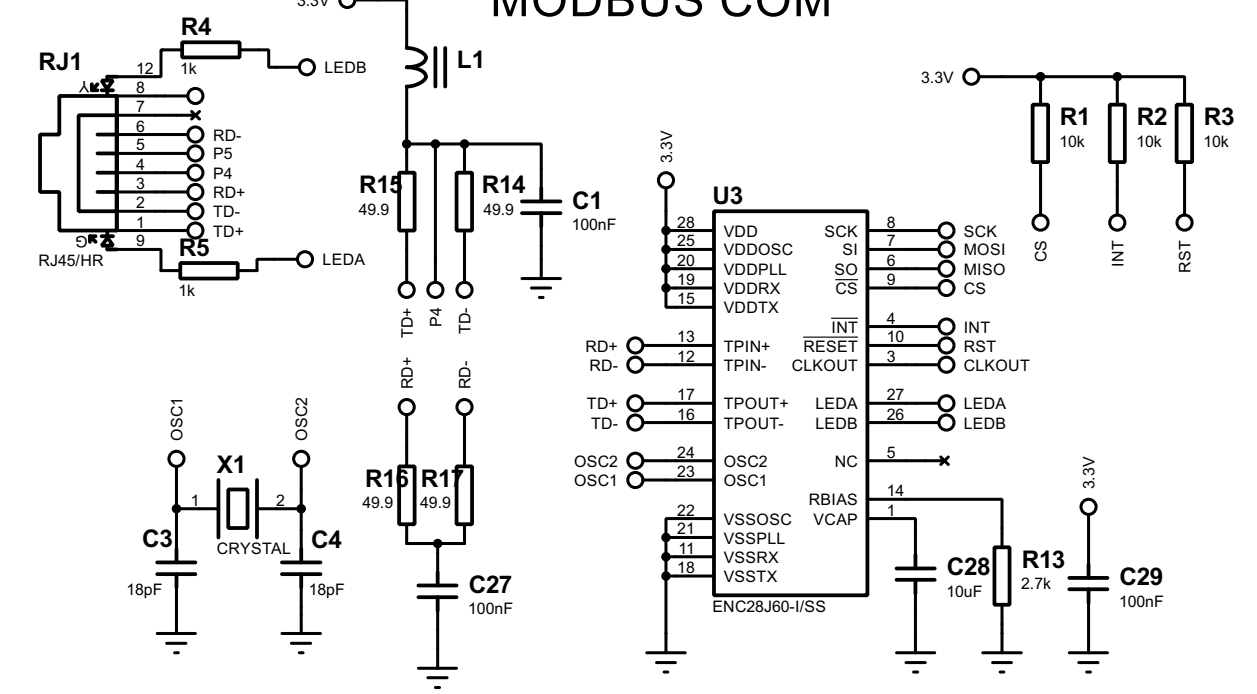 MODBUS COM
3.3V
R4
1k
LEDB
RJ1
Y
12
8
7
6 RD-
5 P5
4 P4
3 RD+
2 TD-
1 TD+
9
G
RJ45/HR
R5
1k
LEDA
L1
R15
49.9
R14
49.9
C1
100nF
TD+
P4
TD-
RD+
RD-
R16
49.9
R17
49.9
C27
100nF
OSC1
OSC2
X1
1
2
CRYSTAL
C3
18pF
C4
18pF
3.3V
U3
28 VDD
25 VDDOSC
20 VDDPLL
19 VDDRX
15 VDDTX
RD+ 13 TPIN+
RD- 12 TPIN-
TD+ 17 TPOUT+
TD- 16 TPOUT-
OSC2 24 OSC2
OSC1 23 OSC1
22 VSSOSC
21 VSSPLL
11 VSSRX
18 VSSTX
SCK 8 SCK
SI 7 MOSI
SO 6 MISO
CS 9 CS
INT 4 INT
RESET 10 RST
CLKOUT 3 CLKOUT
LEDA 27 LEDA
LEDB 26 LEDB
NC 5
RBIAS 14
VCAP 1
ENC28J60-I/SS
C28
10uF
R13
2.7k
3.3V
C29
100nF
3.3V
R1
10k
R2
10k
R3
10k
CS
INT
RST